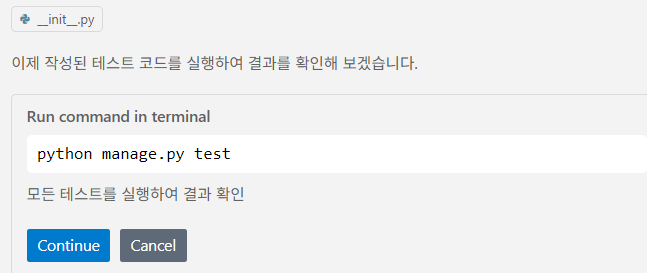 __init__.py
이제 작성된 테스트 코드를 실행하여 결과를 확인해 보겠습니다.
Run command in terminal
python manage.py test
모든 테스트를 실행하여 결과 확인
Continue Cancel